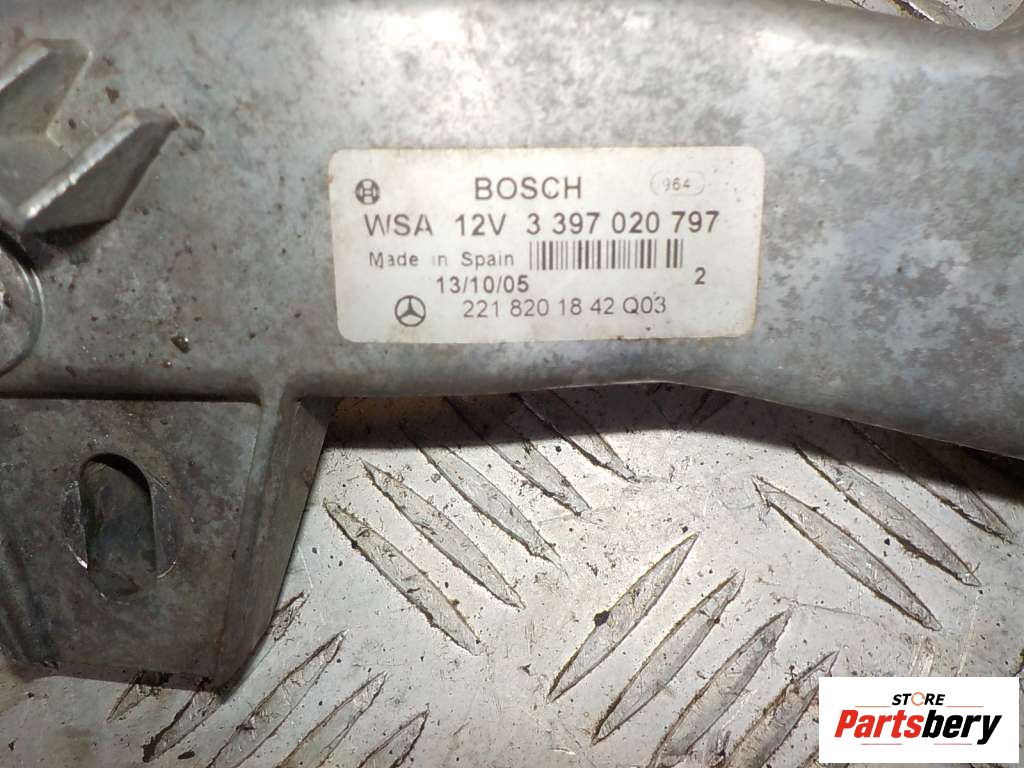 BOSCH 964
WSA 12V 3 397 020 797
Made in Spain
13/10/05 2
221 820 18 42 Q03
STORE
Partsbery